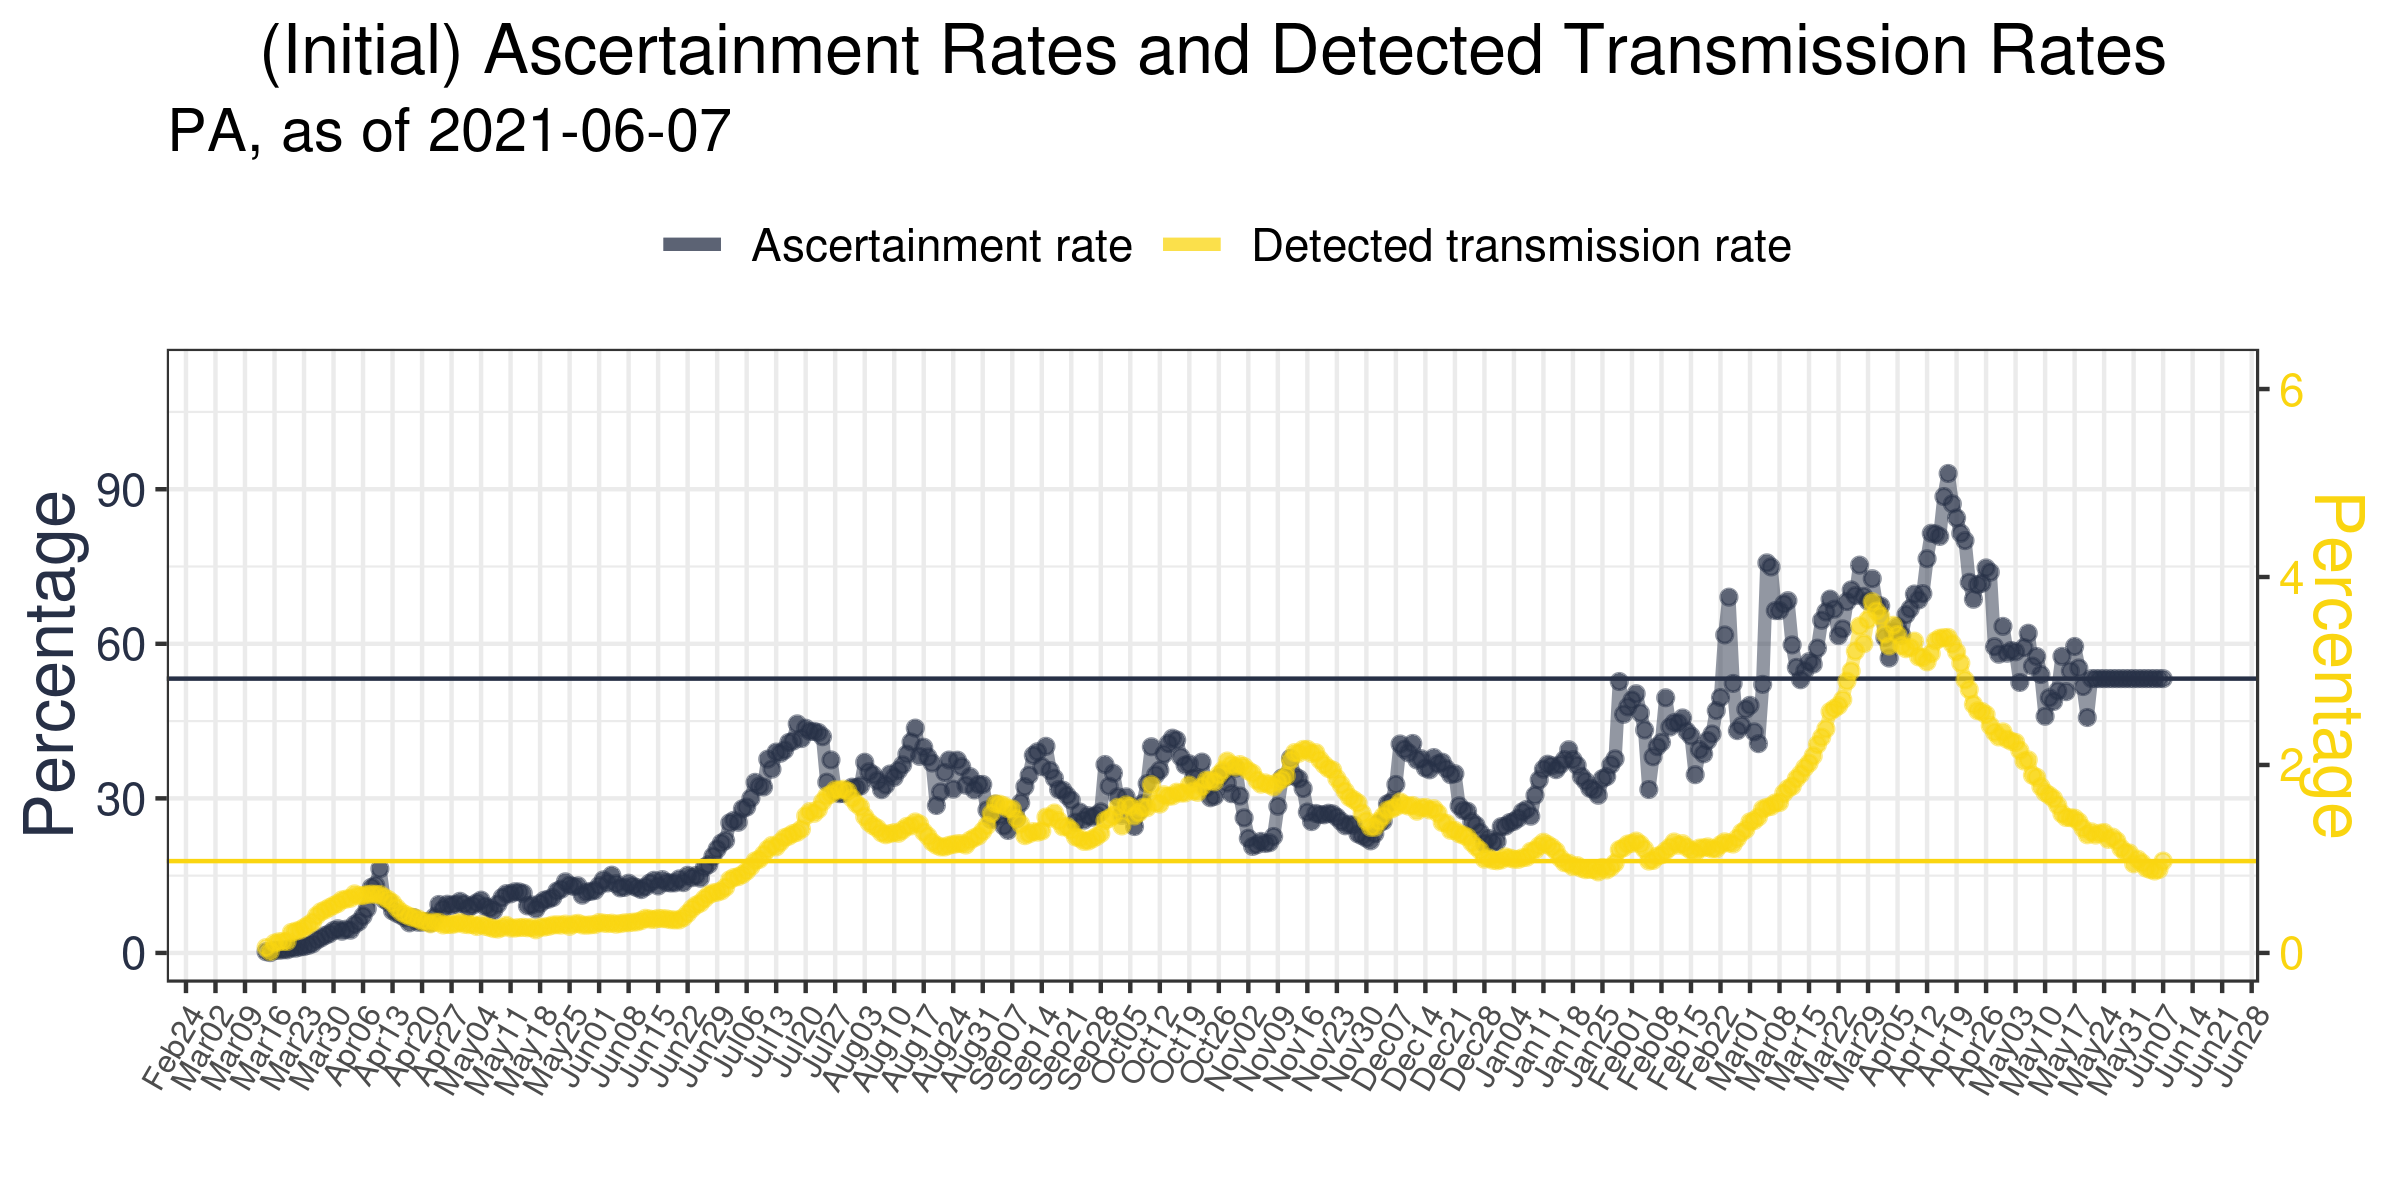 (Initial) Ascertainment Rates and Detected Transmission Rates
PA, as of 2021-06-07
Ascertainment rate
Detected transmission rate
Percentage
90
60
30
0
6
4
2
0
Percentage
Feb24
Mar02
Mar09
Mar16
Mar23
Mar30
Apr06
Apr13
Apr20
Apr27
May04
May11
May18
May25
Jun01
Jun08
Jun15
Jun22
Jun29
Jul06
Jul13
Jul20
Jul27
Aug03
Aug10
Aug17
Aug24
Aug31
Sep07
Sep14
Sep21
Sep28
Oct05
Oct12
Oct19
Oct26
Nov02
Nov09
Nov16
Nov23
Nov30
Dec07
Dec14
Dec21
Dec28
Jan04
Jan11
Jan18
Jan25
Feb01
Feb08
Feb15
Feb22
Mar01
Mar08
Mar15
Mar22
Mar29
Apr05
Apr12
Apr19
Apr26
May03
May10
May17
May24
May31
Jun07
Jun14
Jun21
Jun28